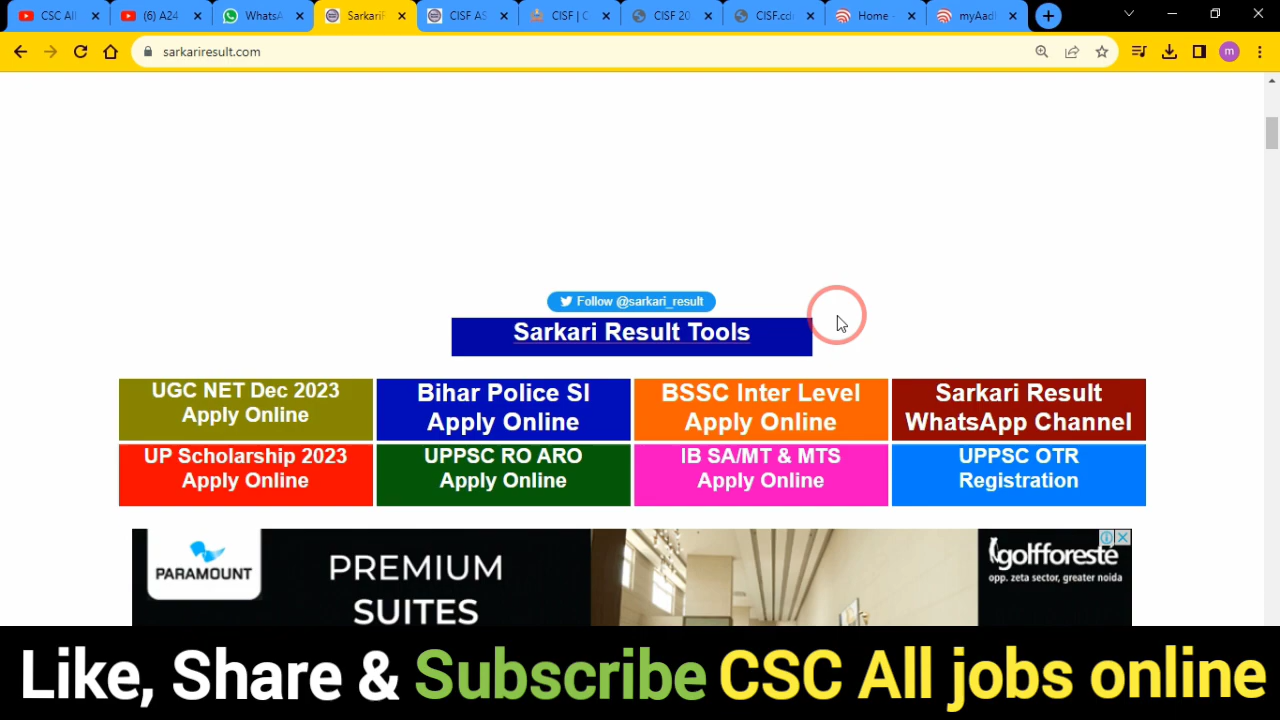 CSC All
(6) A24
WhatsA
SarkariR
CISF AS
CISF | C
CISF 20
CISF.cd
Home -
myAad
sarkariresult.com
m
Follow @sarkari_result
Sarkari Result Tools
UGC NET Dec 2023
Apply Online
Bihar Police SI
Apply Online
BSSC Inter Level
Apply Online
Sarkari Result
WhatsApp Channel
UP Scholarship 2023
Apply Online
UPPSC RO ARO
Apply Online
IB SA/MT & MTS
Apply Online
UPPSC OTR
Registration
PARAMOUNT
PREMIUM
SUITES
golfforeste
opp. zeta sector, greater noida
Like, Share & Subscribe CSC All jobs online